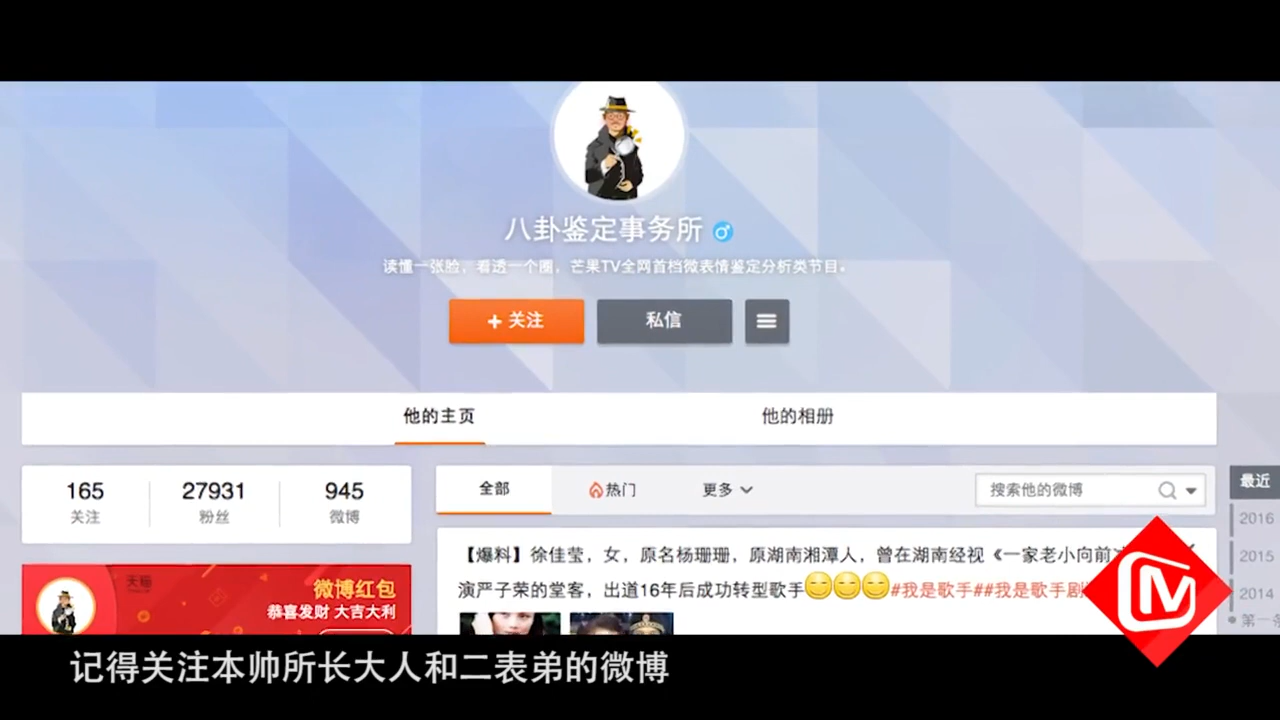 八卦鉴定事务所
读懂一张脸，看透一个圈，芒果TV全网首档微表情鉴定分析类节目。
+ 关注
私信
他的主页
他的相册
165
关注
27931
粉丝
945
微博
全部
热门
更多
搜索他的微博
最近
2016
2015
2014
第一条
天猫
微博红包
恭喜发财 大吉大利
【爆料】徐佳莹，女，原名杨珊珊，原湖南湘潭人，曾在湖南经视《一家老小向前
演严子荣的堂客，出道16年后成功转型歌手😊😊😊#我是歌手##我是歌手剧
记得关注本帅所长大人和二表弟的微博